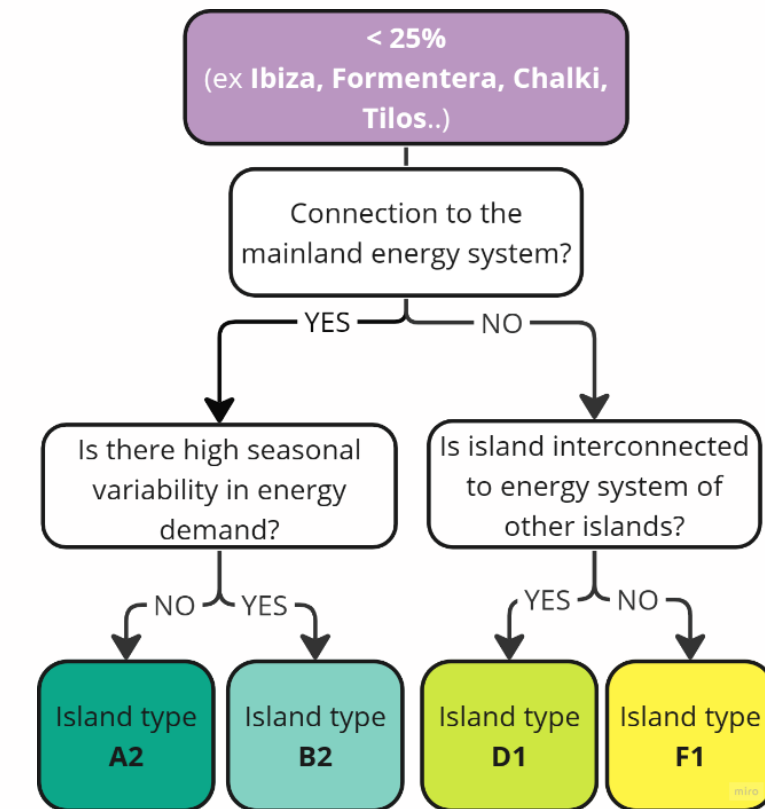 < 25%
(ex Ibiza, Formentera, Chalki,
Tilos..)
Connection to the
mainland energy system?
YES
NO
Is there high seasonal
variability in energy
demand?
Is island interconnected
to energy system of
other islands?
NO
YES
YES
NO
Island type
A2
Island type
B2
Island type
D1
Island type
F1
miro